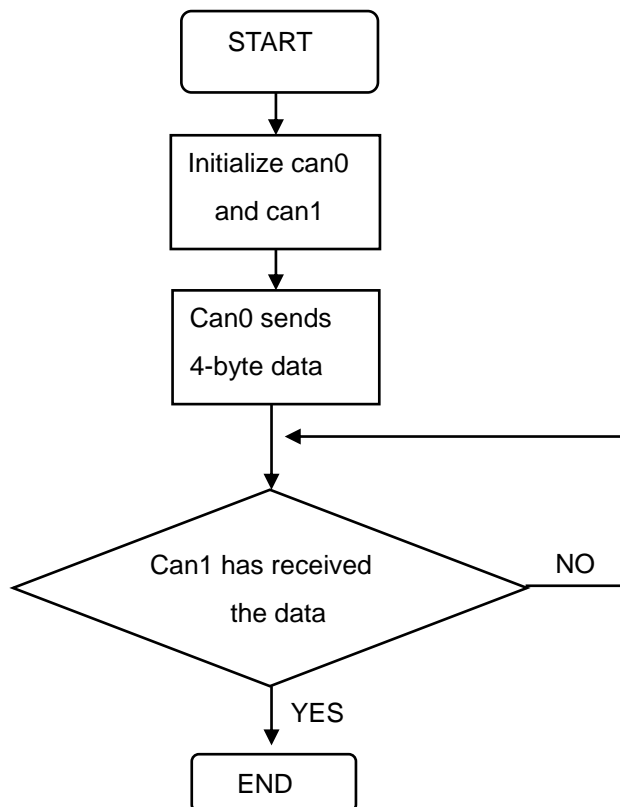 START
Initialize can0
and can1
Can0 sends
4-byte data
Can1 has received
the data
NO
YES
END